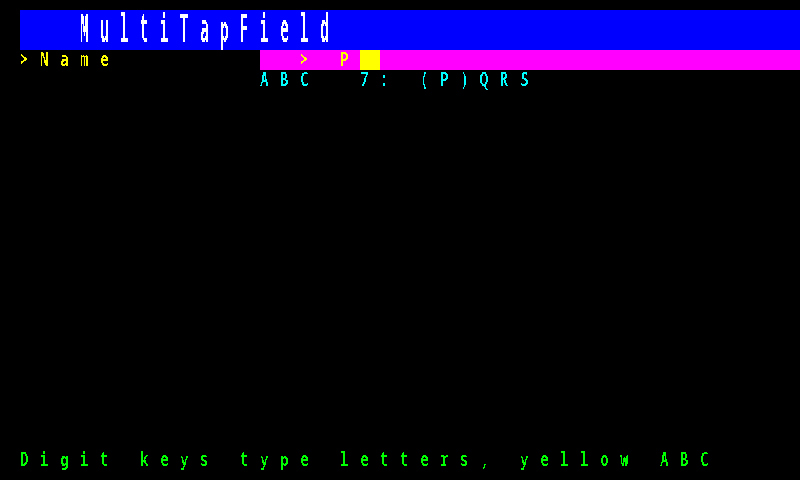 MultiTapField
>Name > P
ABC 7: (P)QRS
Digit keys type letters, yellow ABC